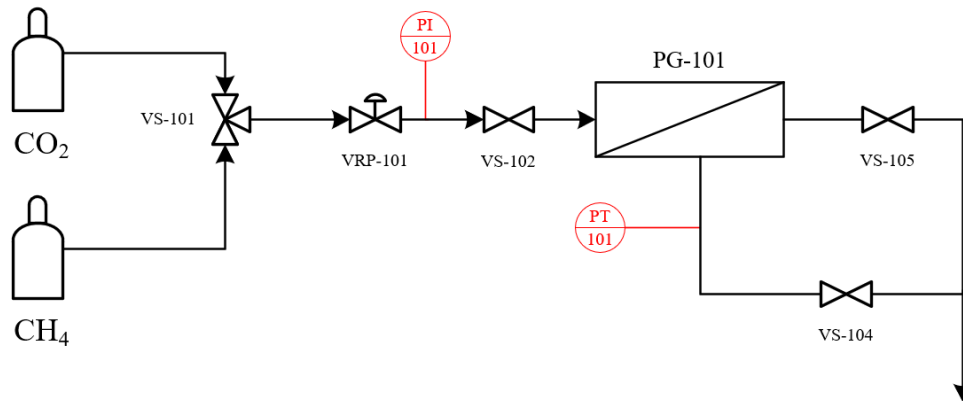 PI
101
PG-101
VS-101
CO₂
VRP-101
VS-102
VS-105
PT
101
CH₄
VS-104